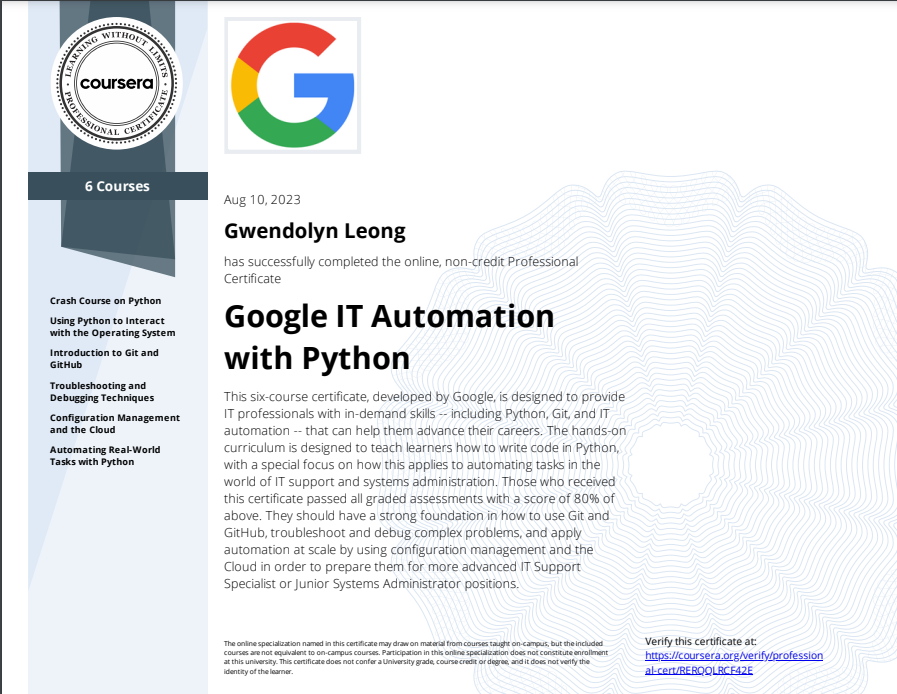 LEARNING WITHOUT LIMITS
coursera
PROFESSIONAL CERTIFICATE
6 Courses
Crash Course on Python
Using Python to Interact
with the Operating System
Introduction to Git and
GitHub
Troubleshooting and
Debugging Techniques
Configuration Management
and the Cloud
Automating Real-World
Tasks with Python
Aug 10, 2023
Gwendolyn Leong
has successfully completed the online, non-credit Professional
Certificate
Google IT Automation
with Python
This six-course certificate, developed by Google, is designed to provide
IT professionals with in-demand skills -- including Python, Git, and IT
automation -- that can help them advance their careers. The hands-on
curriculum is designed to teach learners how to write code in Python,
with a special focus on how this applies to automating tasks in the
world of IT support and systems administration. Those who received
this certificate passed all graded assessments with a score of 80% of
above. They should have a strong foundation in how to use Git and
GitHub, troubleshoot and debug complex problems, and apply
automation at scale by using configuration management and the
Cloud in order to prepare them for more advanced IT Support
Specialist or Junior Systems Administrator positions.
The online specialization named in this certificate may draw on material from courses taught on-campus, but the included
courses are not equivalent to on-campus courses. Participation in this online specialization does not constitute enrollment
at this university. This certificate does not confer a University grade, course credit or degree, and it does not verify the
identity of the learner.
Verify this certificate at:
https://coursera.org/verify/profession
al-cert/RERQQLRCF42E